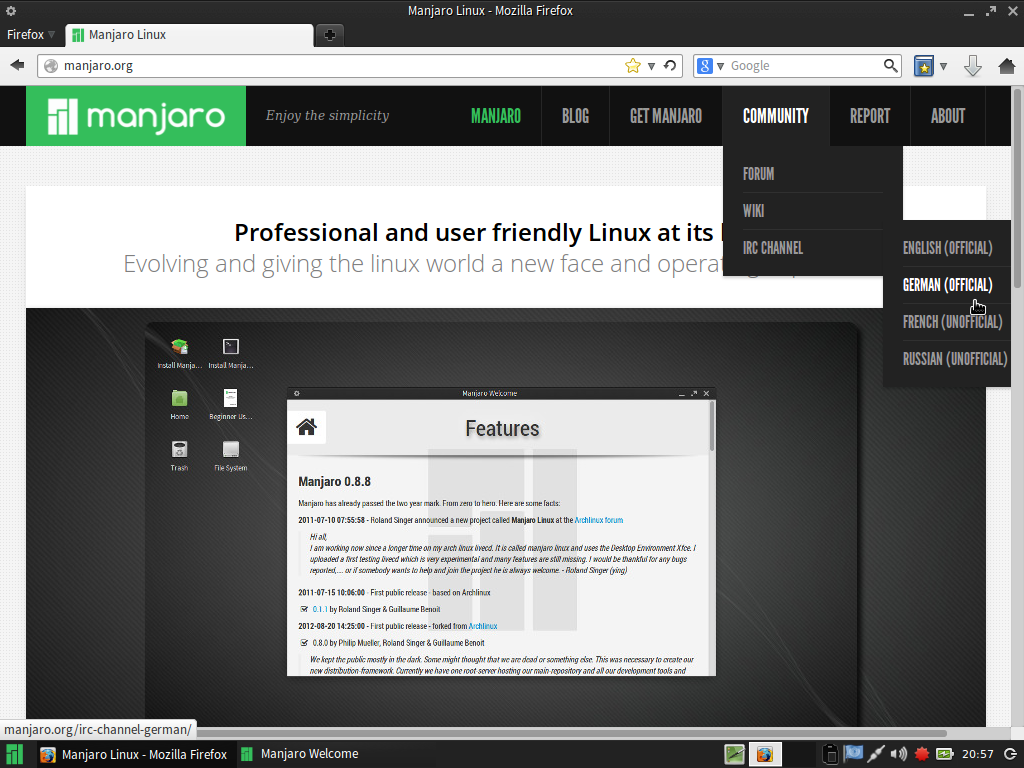 Manjaro Linux - Mozilla Firefox
Firefox
Manjaro Linux
manjaro.org
Google
manjaro
Enjoy the simplicity
MANJARO
BLOG
GET MANJARO
COMMUNITY
REPORT
ABOUT
FORUM
WIKI
IRC CHANNEL
ENGLISH (OFFICIAL)
GERMAN (OFFICIAL)
FRENCH (UNOFFICIAL)
RUSSIAN (UNOFFICIAL)
Professional and user friendly Linux at its
Evolving and giving the linux world a new face and
Install Manja...
Install Manja...
Home
Beginner Us...
Trash
File System
Manjaro Welcome
Features
Manjaro 0.8.8
Manjaro has already passed the two year mark. From zero to hero. Here are some facts:
2011-07-10 07:55:58 - Roland Singer announced a new project called Manjaro Linux at the Archlinux forum
Hi all,
I am working now since a longer time on my arch linux livecd. It is called manjaro linux and uses the Desktop Environment Xfce. I
uploaded a first testing livecd which is very experimental and many features are still missing. I would be thankful for any bugs
reported,... or if somebody wants to help and join the project he is always welcome. - Roland Singer (ying)
2011-07-15 10:06:00 - First public release - based on Archlinux
0.1.1 by Roland Singer & Guillaume Benoit
2012-08-20 14:25:00 - First public release - forked from Archlinux
0.8.0 by Philip Mueller, Roland Singer & Guillaume Benoit
We kept the public mostly in the dark. Some might thought that we are dead or something else. This was necessary to create our
new distribution-framework. Currently we have one root-server hosting our main-repository and all our development tools and
manjaro.org/irc-channel-german/
Manjaro Linux - Mozilla Firefox
Manjaro Welcome
20:57